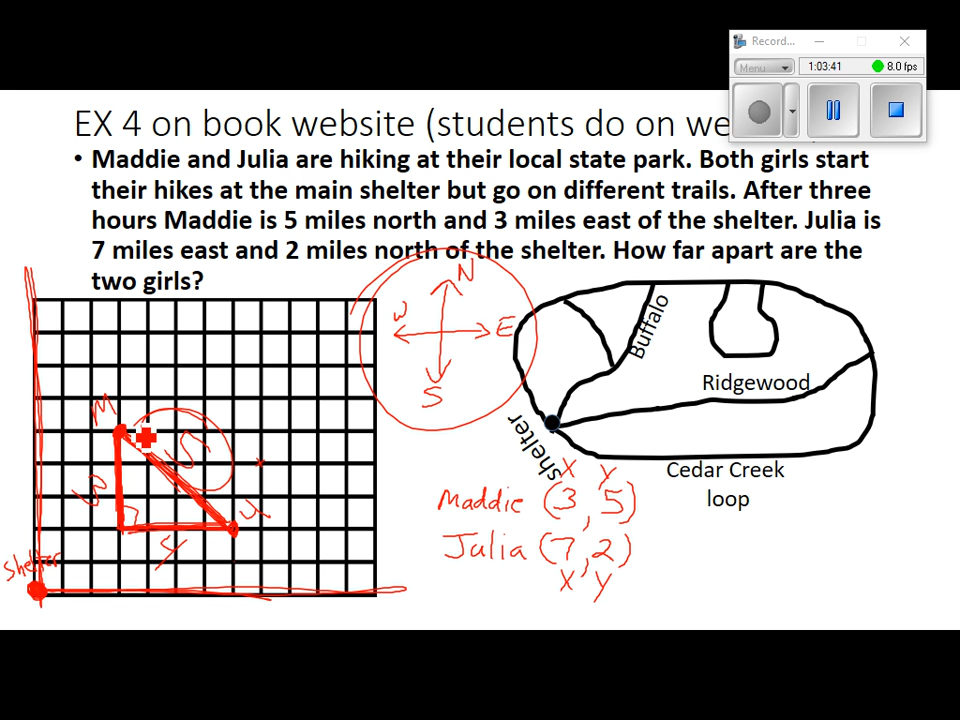 Record...
Menu
1:03:41
8.0 fps
EX 4 on book website (students do on we
• Maddie and Julia are hiking at their local state park. Both girls start
their hikes at the main shelter but go on different trails. After three
hours Maddie is 5 miles north and 3 miles east of the shelter. Julia is
7 miles east and 2 miles north of the shelter. How far apart are the
two girls?
N
W
E
S
Buffalo
Ridgewood
shelter
Cedar Creek
loop
M
5
3
4
shelter
X Y
Maddie (3, 5)
Julia (7, 2)
X Y